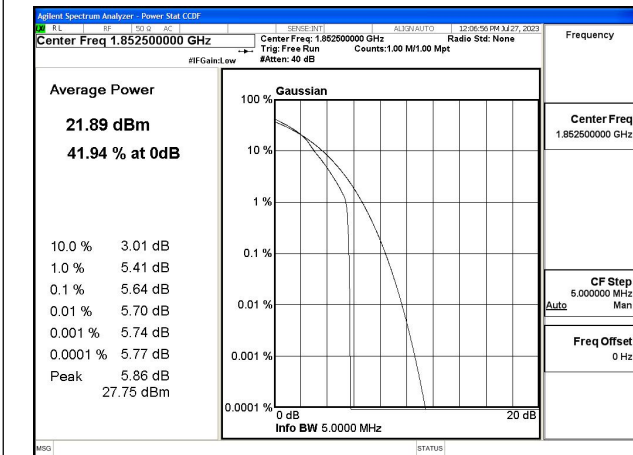 Agilent Spectrum Analyzer - Power Stat CCDF
RL RF 50 Ω AC SENSE:INT ALIGNAUTO 12:06:56 PM Jul 27, 2023
Center Freq 1.852500000 GHz
Center Freq: 1.852500000 GHz Radio Std: None
Trig: Free Run Counts:1.00 M/1.00 Mpt
#IFGain:Low #Atten: 40 dB
Frequency
Average Power
21.89 dBm
41.94 % at 0dB
10.0 % 3.01 dB
1.0 % 5.41 dB
0.1 % 5.64 dB
0.01 % 5.70 dB
0.001 % 5.74 dB
0.0001 % 5.77 dB
Peak 5.86 dB
27.75 dBm
Gaussian
100 %
10 %
1 %
0.1 %
0.01 %
0.001 %
0.0001 %
0 dB 20 dB
Info BW 5.0000 MHz
Center Freq
1.852500000 GHz
CF Step
5.000000 MHz
Auto Man
Freq Offset
0 Hz
MSG STATUS